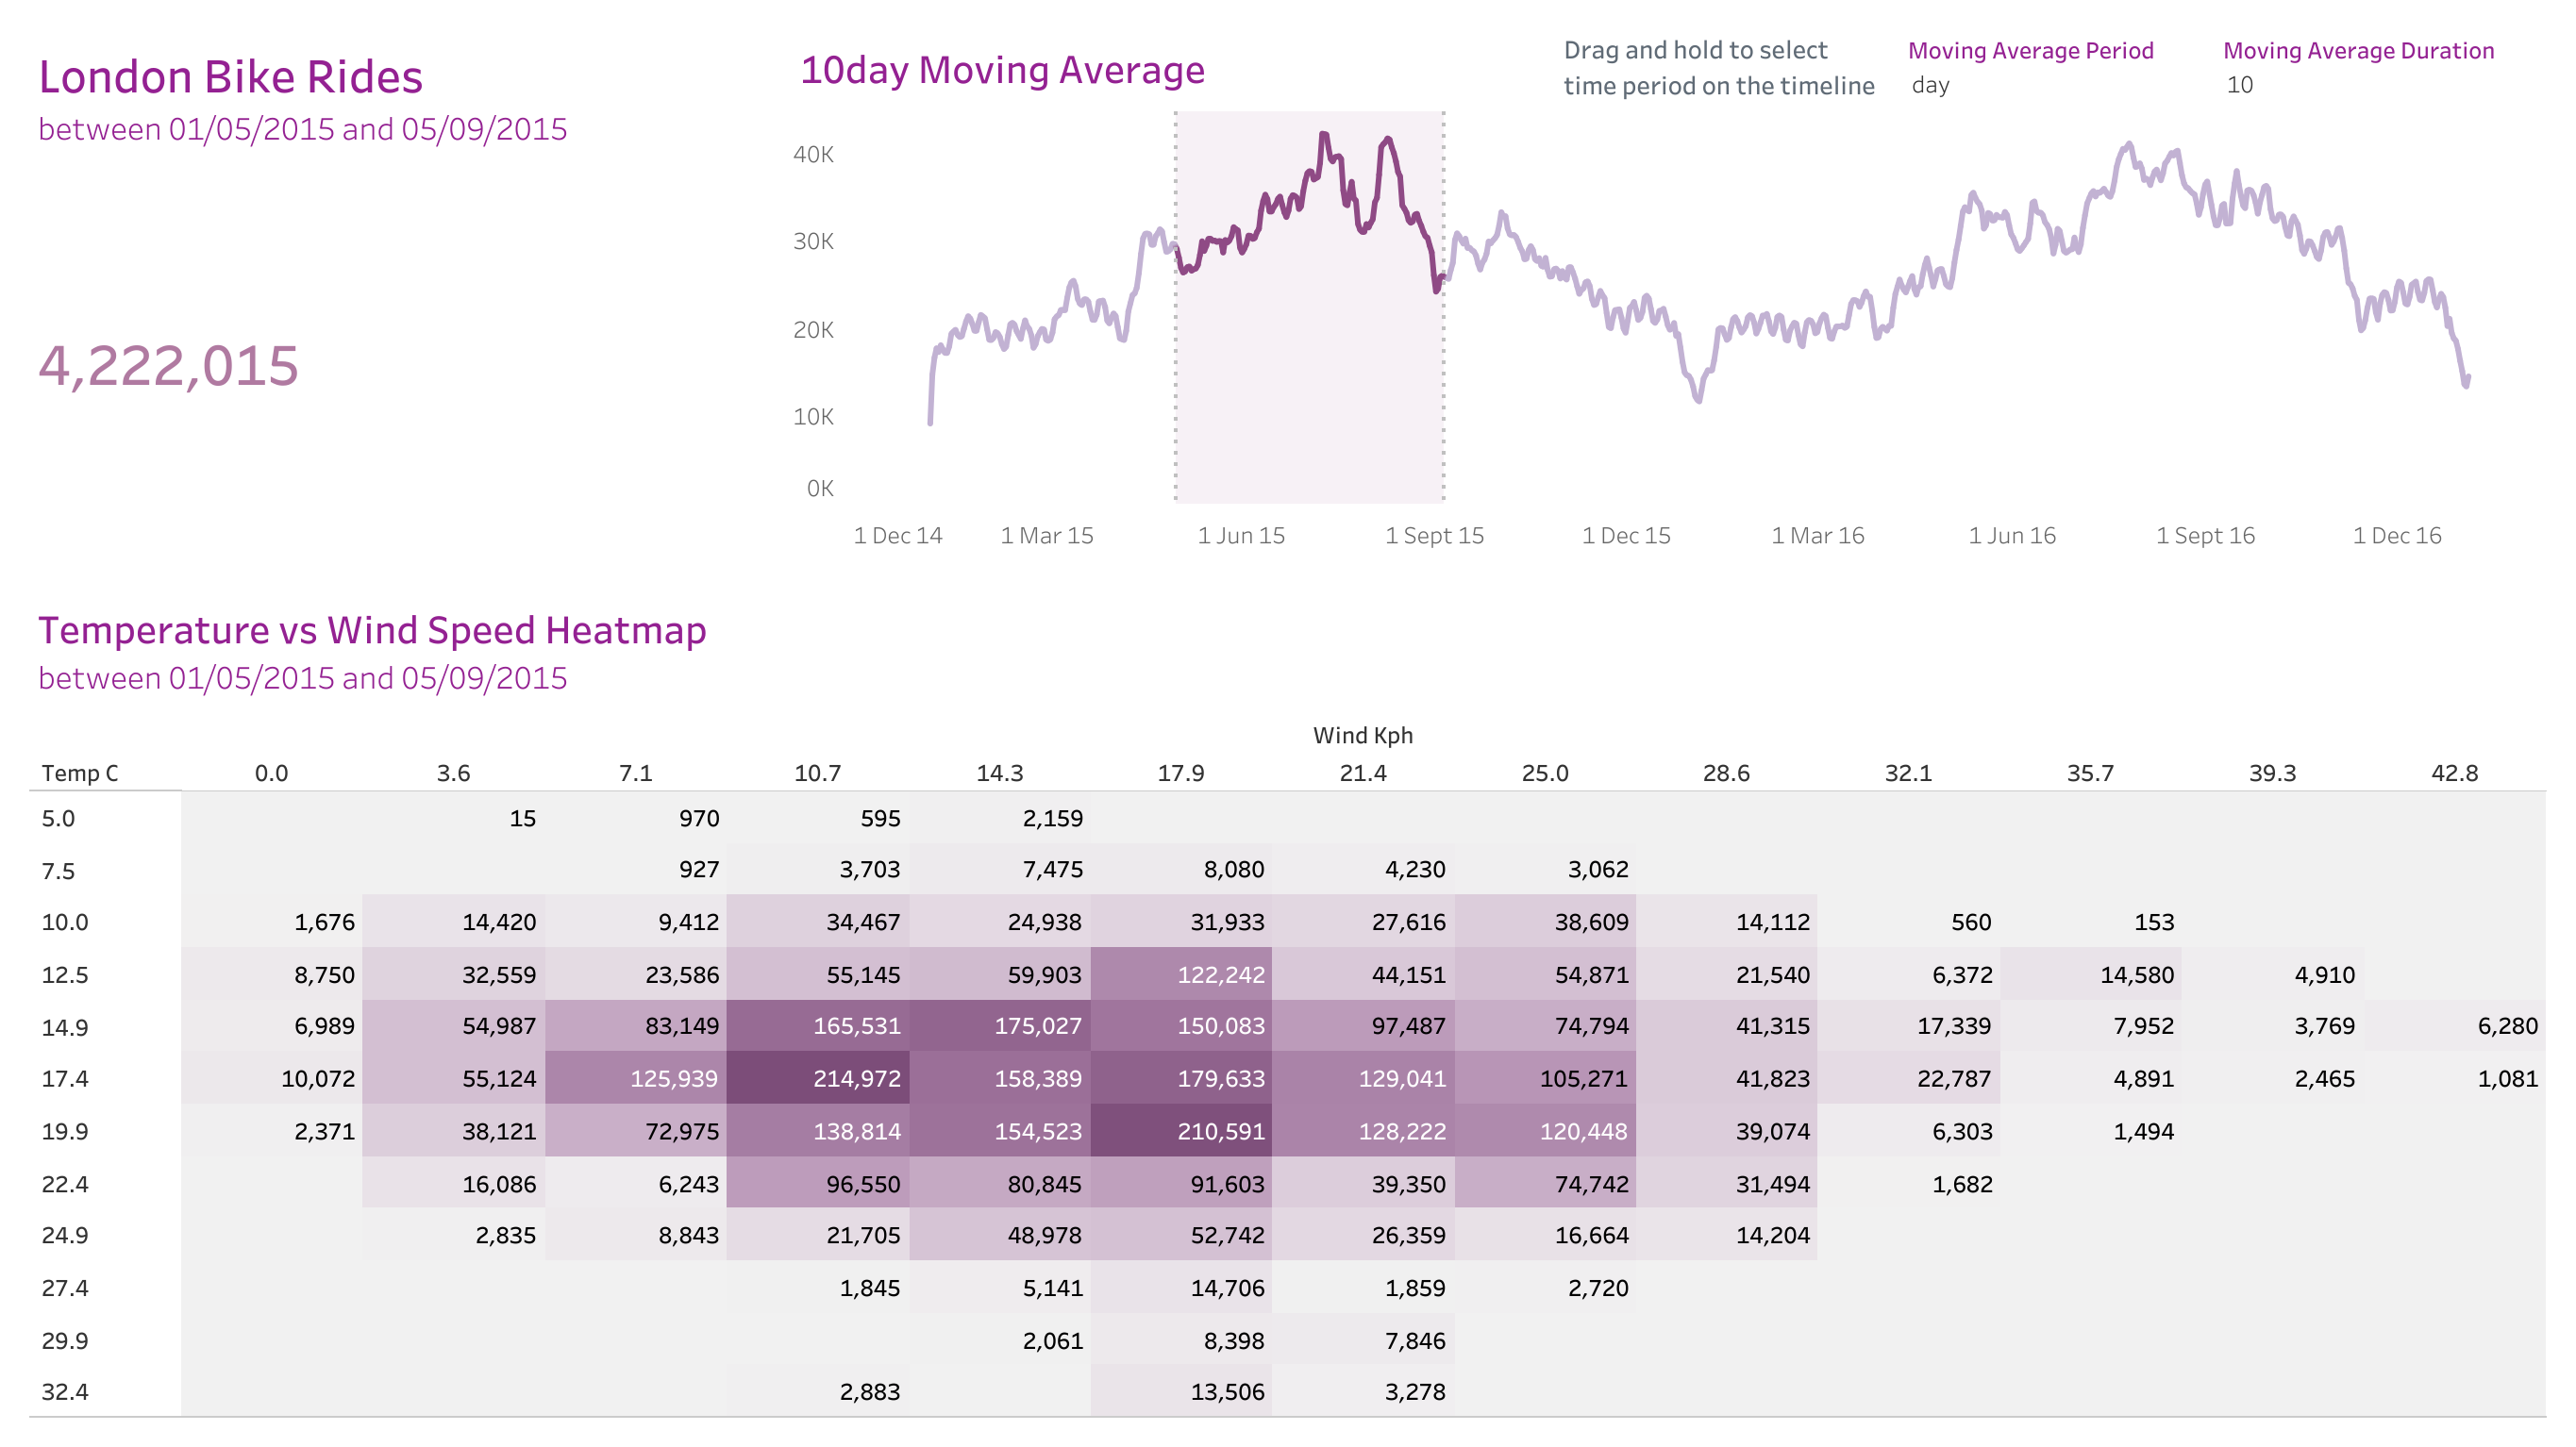 London Bike Rides
between 01/05/2015 and 05/09/2015
4,222,015
10day Moving Average
Drag and hold to select
time period on the timeline
Moving Average Period
day
Moving Average Duration
10
40K
30K
20K
10K
0K
1 Dec 14 1 Mar 15 1 Jun 15 1 Sept 15 1 Dec 15 1 Mar 16 1 Jun 16 1 Sept 16 1 Dec 16
Temperature vs Wind Speed Heatmap
between 01/05/2015 and 05/09/2015
Wind Kph
Temp C 0.0 3.6 7.1 10.7 14.3 17.9 21.4 25.0 28.6 32.1 35.7 39.3 42.8
5.0 15 970 595 2,159
7.5 927 3,703 7,475 8,080 4,230 3,062
10.0 1,676 14,420 9,412 34,467 24,938 31,933 27,616 38,609 14,112 560 153
12.5 8,750 32,559 23,586 55,145 59,903 122,242 44,151 54,871 21,540 6,372 14,580 4,910
14.9 6,989 54,987 83,149 165,531 175,027 150,083 97,487 74,794 41,315 17,339 7,952 3,769 6,280
17.4 10,072 55,124 125,939 214,972 158,389 179,633 129,041 105,271 41,823 22,787 4,891 2,465 1,081
19.9 2,371 38,121 72,975 138,814 154,523 210,591 128,222 120,448 39,074 6,303 1,494
22.4 16,086 6,243 96,550 80,845 91,603 39,350 74,742 31,494 1,682
24.9 2,835 8,843 21,705 48,978 52,742 26,359 16,664 14,204
27.4 1,845 5,141 14,706 1,859 2,720
29.9 2,061 8,398 7,846
32.4 2,883 13,506 3,278